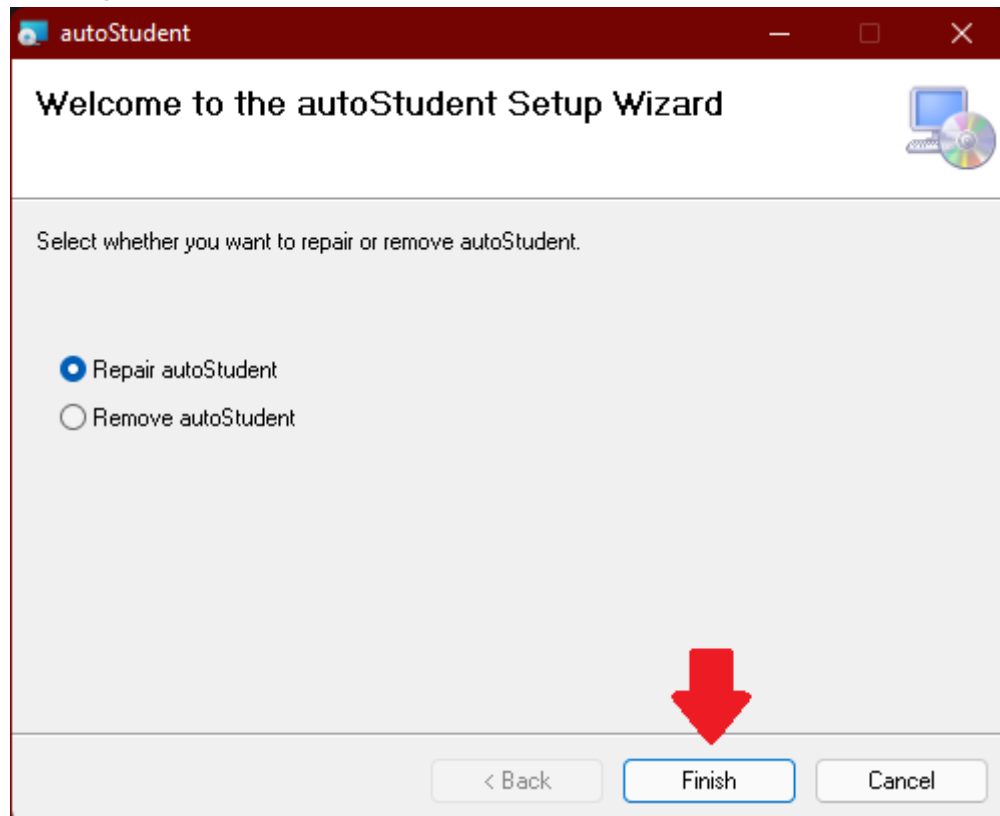 autoStudent
Welcome to the autoStudent Setup Wizard
Select whether you want to repair or remove autoStudent.
Repair autoStudent
Remove autoStudent
< Back Finish Cancel